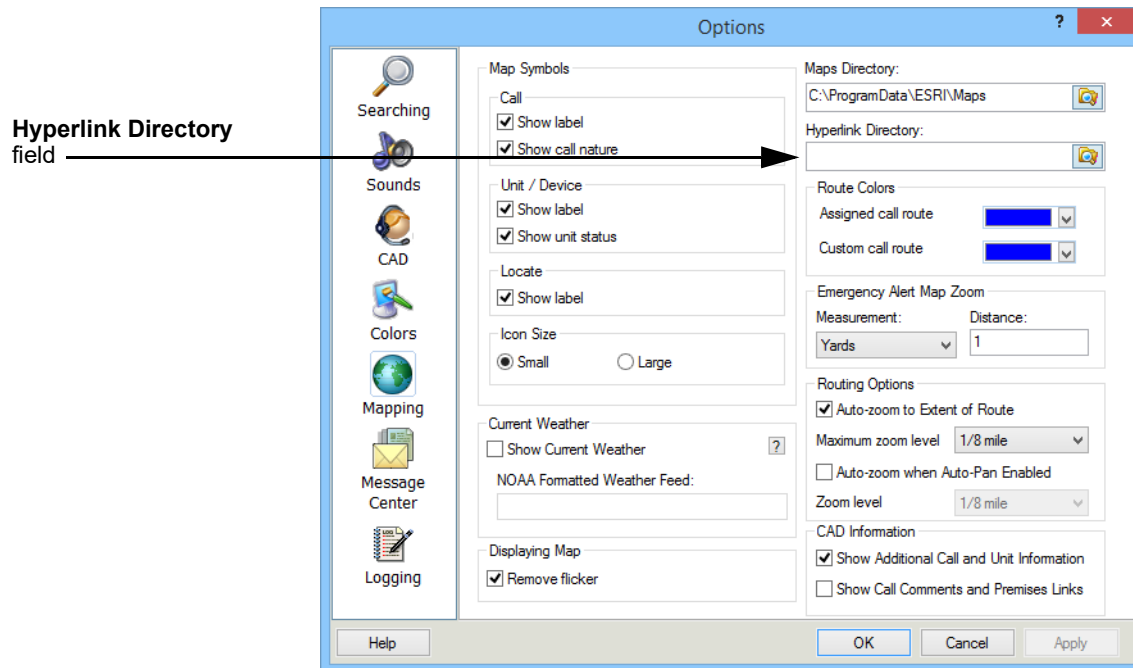 Options
?
Hyperlink Directory
field
Searching
Sounds
CAD
Colors
Mapping
Message
Center
LOG
Logging
Map Symbols
Call
Show label
Show call nature
Unit / Device
Show label
Show unit status
Locate
Show label
Icon Size
Small
Large
Current Weather
Show Current Weather
?
NOAA Formatted Weather Feed:
Displaying Map
Remove flicker
Maps Directory:
C:\ProgramData\ESRI\Maps
Hyperlink Directory:
Route Colors
Assigned call route
Custom call route
Emergency Alert Map Zoom
Measurement:
Distance:
Yards
1
Routing Options
Auto-zoom to Extent of Route
Maximum zoom level
1/8 mile
Auto-zoom when Auto-Pan Enabled
Zoom level
1/8 mile
CAD Information
Show Additional Call and Unit Information
Show Call Comments and Premises Links
Help
OK
Cancel
Apply